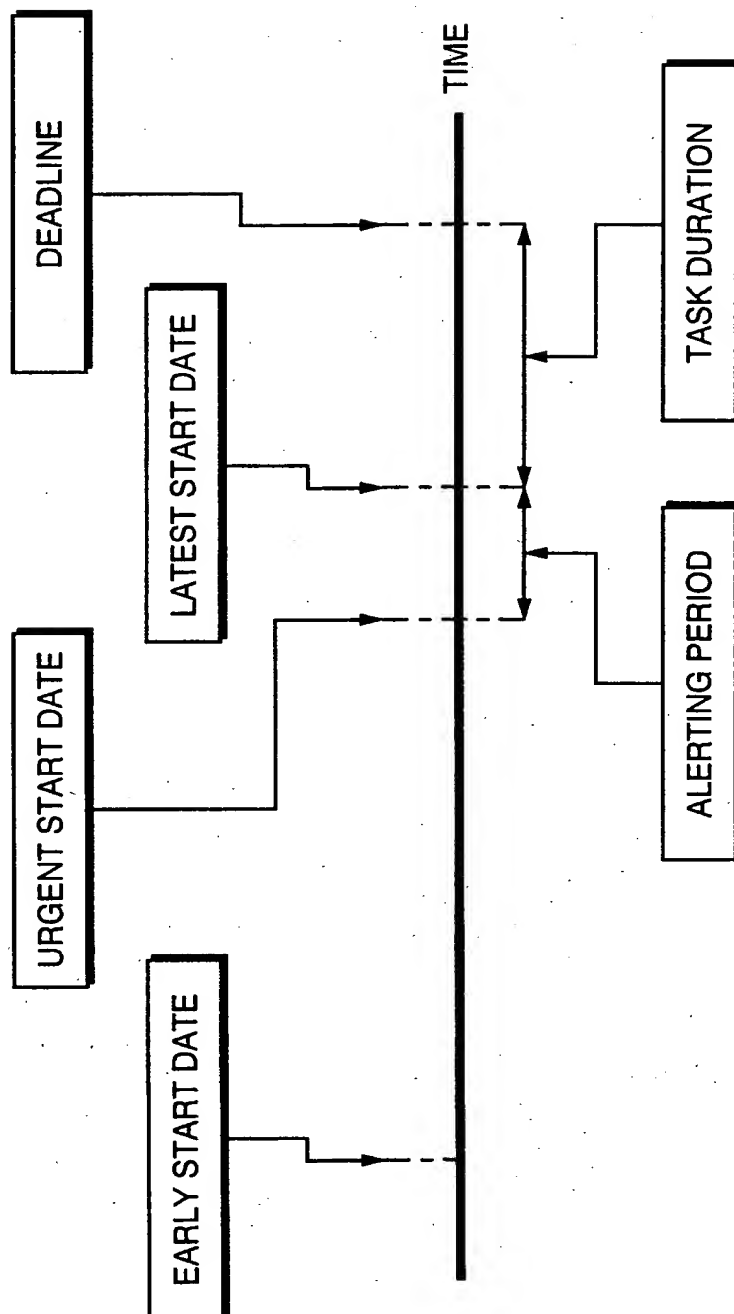 URGENT START DATE
DEADLINE
EARLY START DATE
LATEST START DATE
TIME
ALERTING PERIOD
TASK DURATION